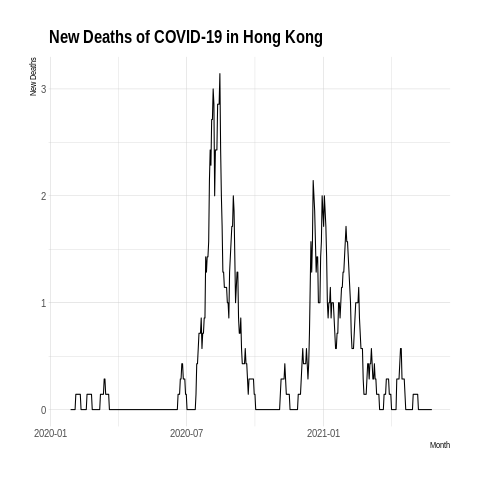 New Deaths of COVID-19 in Hong Kong
New Deaths
3
2
1
0
2020-01
2020-07
2021-01
Month